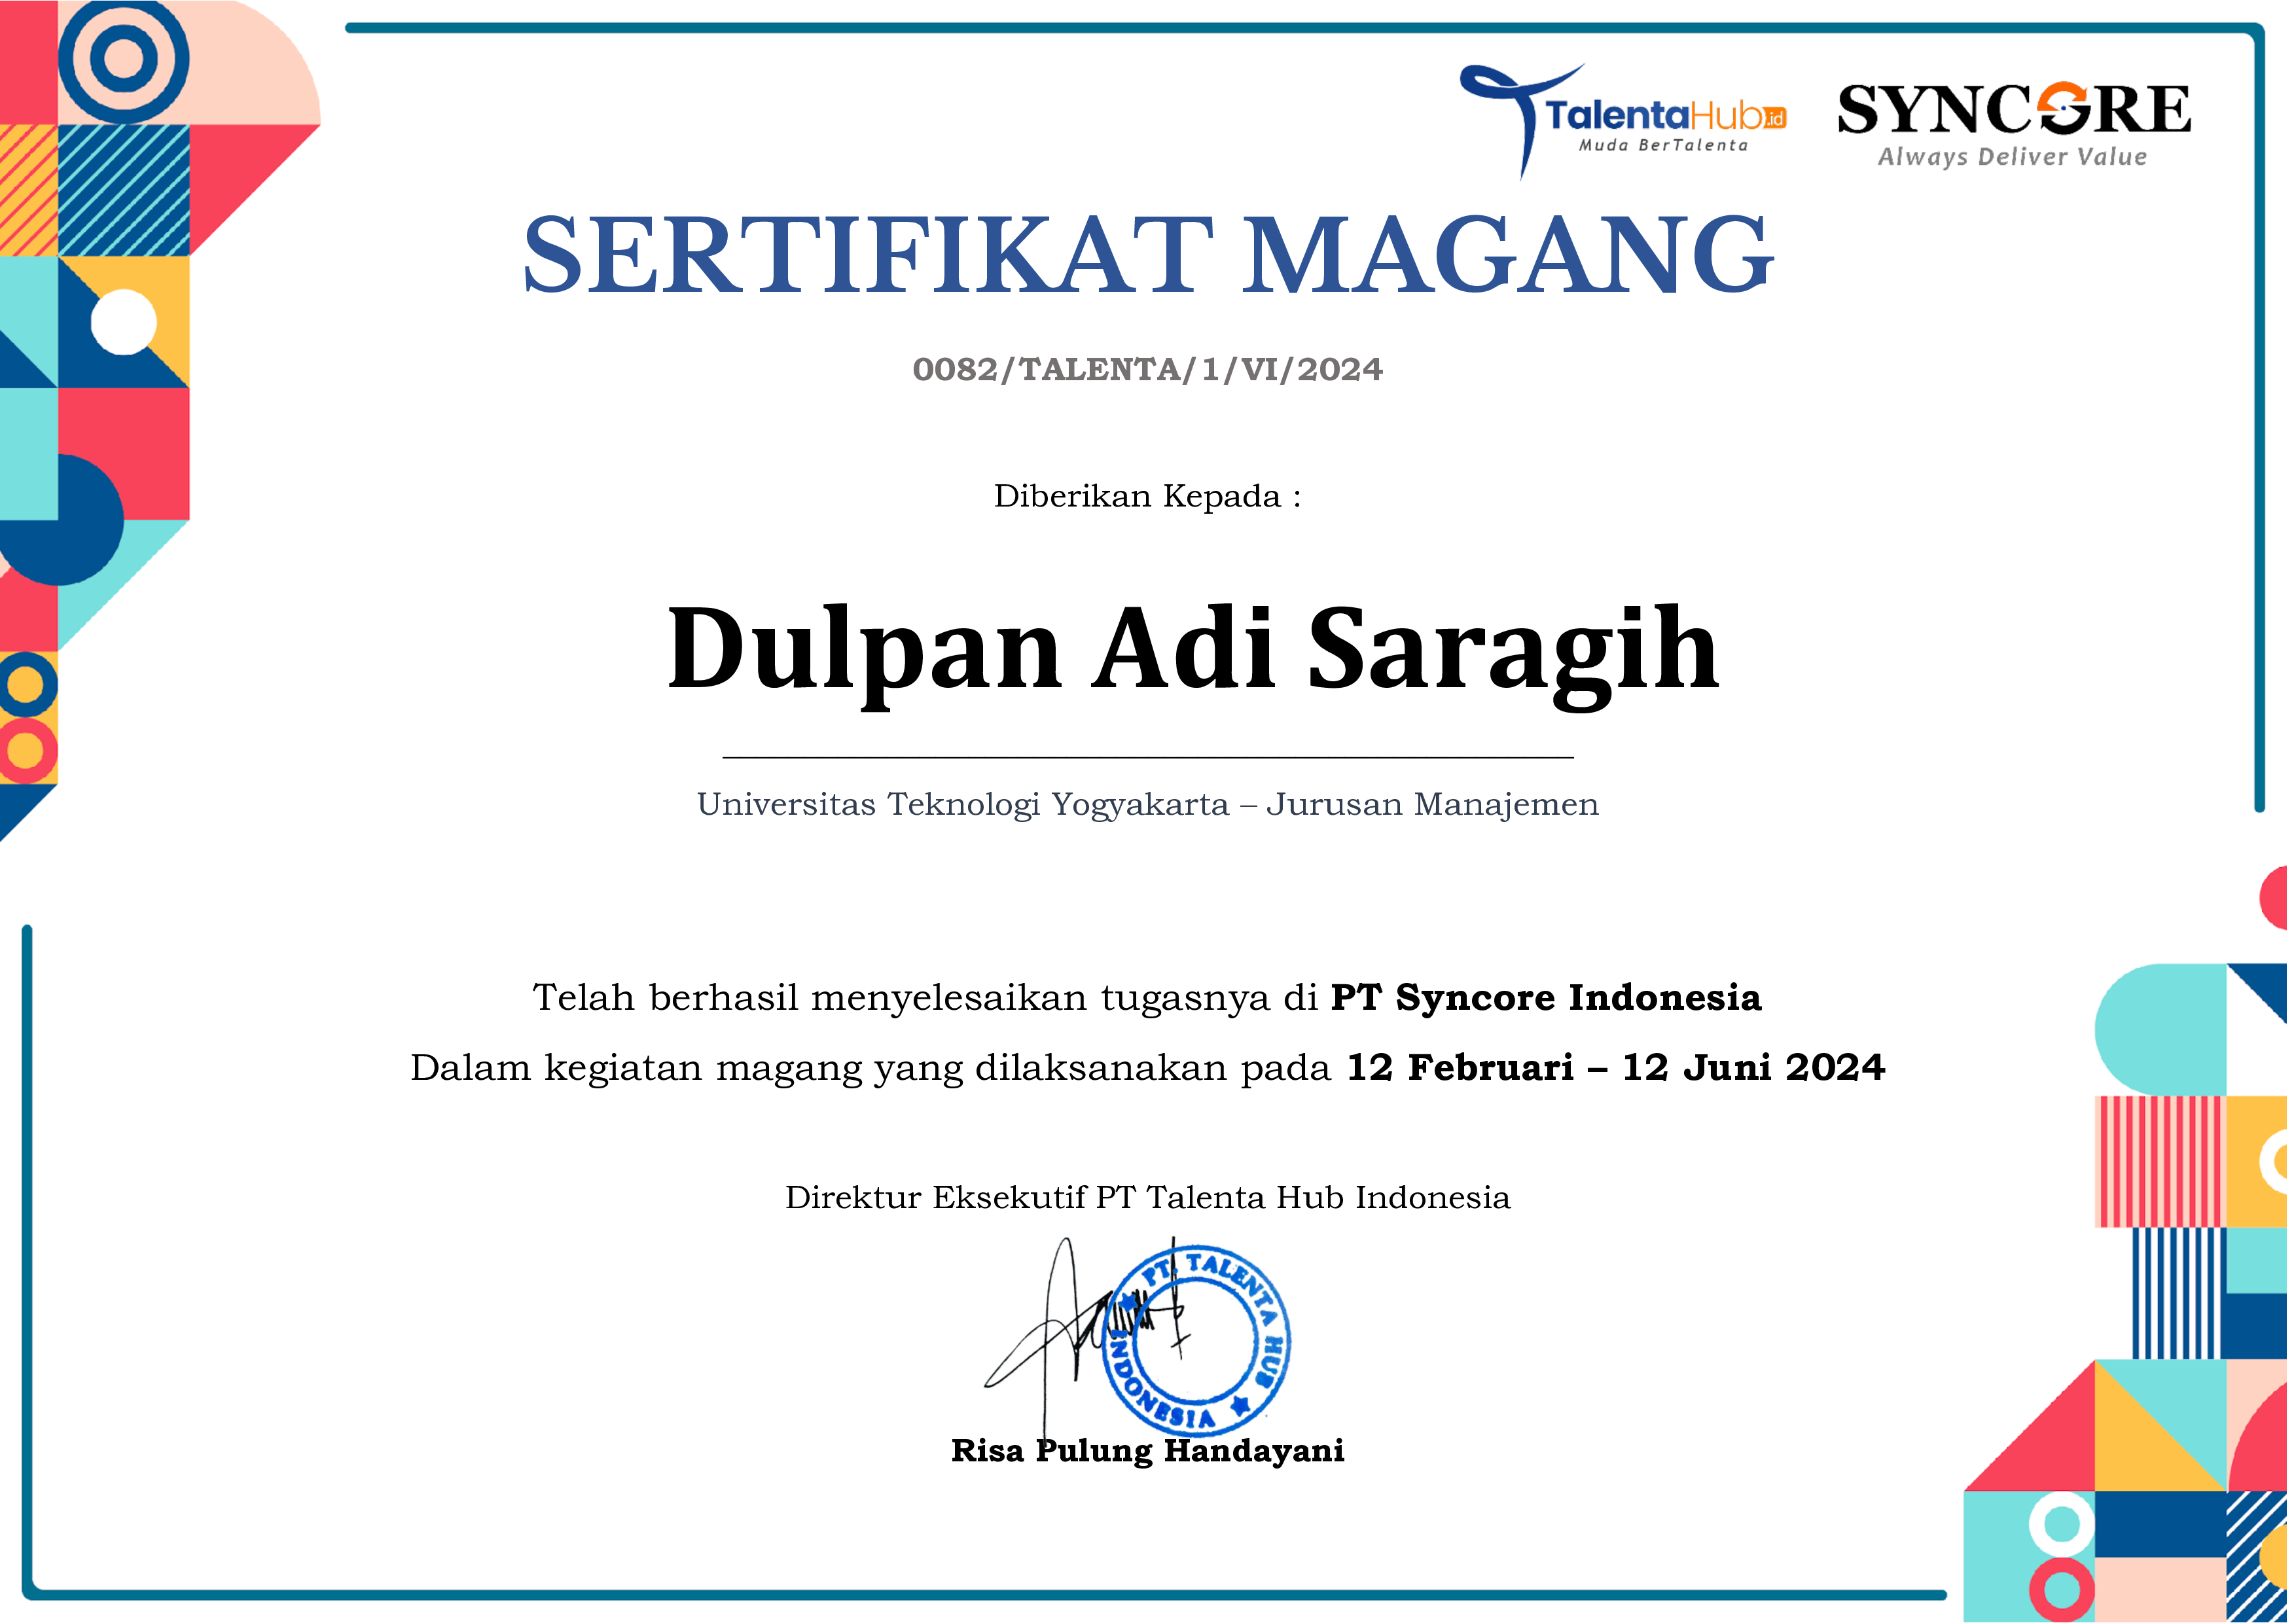 TalentaHub.id
Muda BerTalenta
SYNCORE
Always Deliver Value
SERTIFIKAT MAGANG
0082/TALENTA/1/VI/2024
Diberikan Kepada :
Dulpan Adi Saragih
Universitas Teknologi Yogyakarta – Jurusan Manajemen
Telah berhasil menyelesaikan tugasnya di PT Syncore Indonesia
Dalam kegiatan magang yang dilaksanakan pada 12 Februari – 12 Juni 2024
Direktur Eksekutif PT Talenta Hub Indonesia
PT. TALENTA HUB
INDONESIA
Risa Pulung Handayani